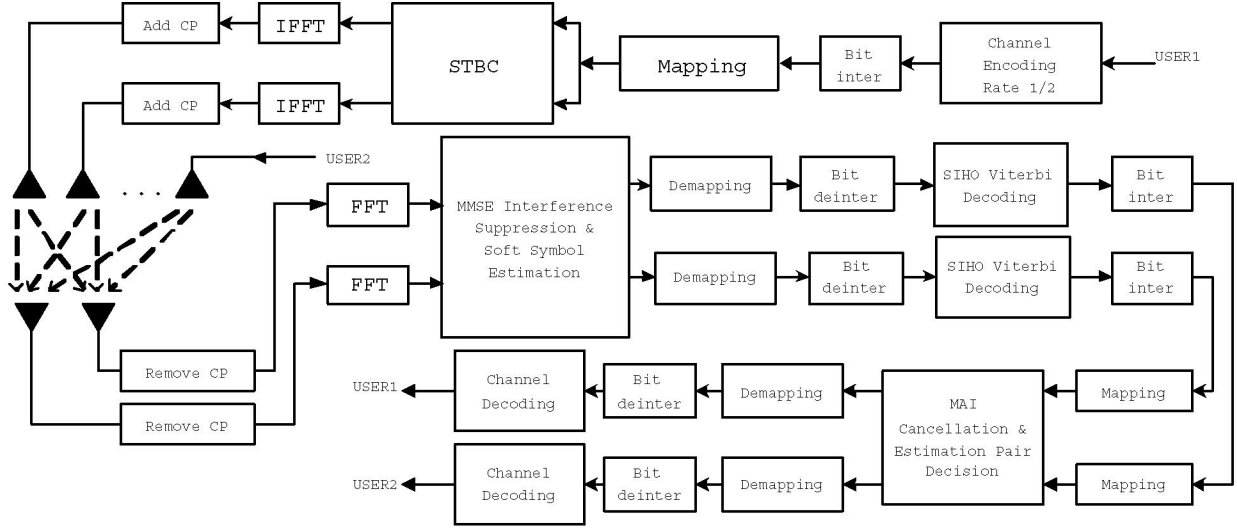 Add CP
IFFT
STBC
Mapping
Bit
inter
Channel
Encoding
Rate 1/2
USER1
Add CP
IFFT
USER2
. . .
FFT
MMSE Interference
Suppression &
Soft Symbol
Estimation
Demapping
Bit
deinter
SIHO Viterbi
Decoding
Bit
inter
FFT
Demapping
Bit
deinter
SIHO Viterbi
Decoding
Bit
inter
Remove CP
Remove CP
USER1
Channel
Decoding
Bit
deinter
Demapping
MAI
Cancellation &
Estimation Pair
Decision
Mapping
USER2
Channel
Decoding
Bit
deinter
Demapping
Mapping